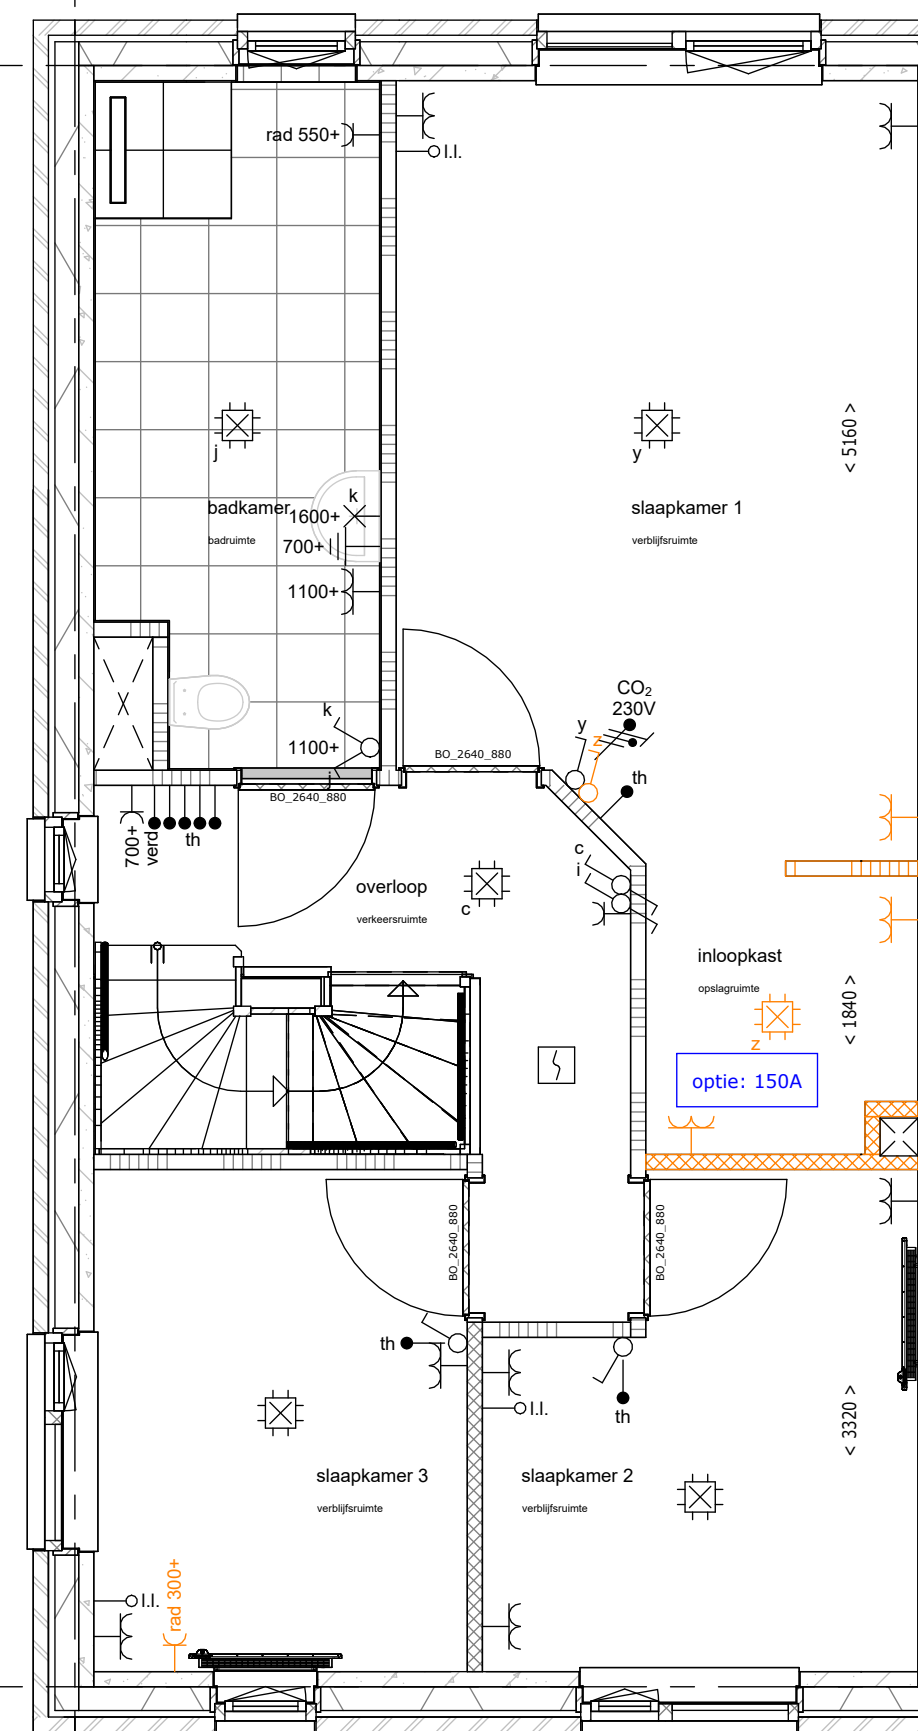 rad 550+
l.l.
< 5160 >
j
y
badkamer
badruimte
k
1600+
700+
1100+
slaapkamer 1
verblijfsruimte
CO₂
230V
k
1100+
j
y
z
BO_2640_880
th
BO_2640_880
700+
verd
th
c
i
overloop
verkeersruimte
c
inloopkast
opslagruimte
< 1840 >
z
optie: 150A
BO_2640_880
BO_2640_880
th
l.l.
th
< 3320 >
slaapkamer 3
verblijfsruimte
slaapkamer 2
verblijfsruimte
l.l.
rad 300+